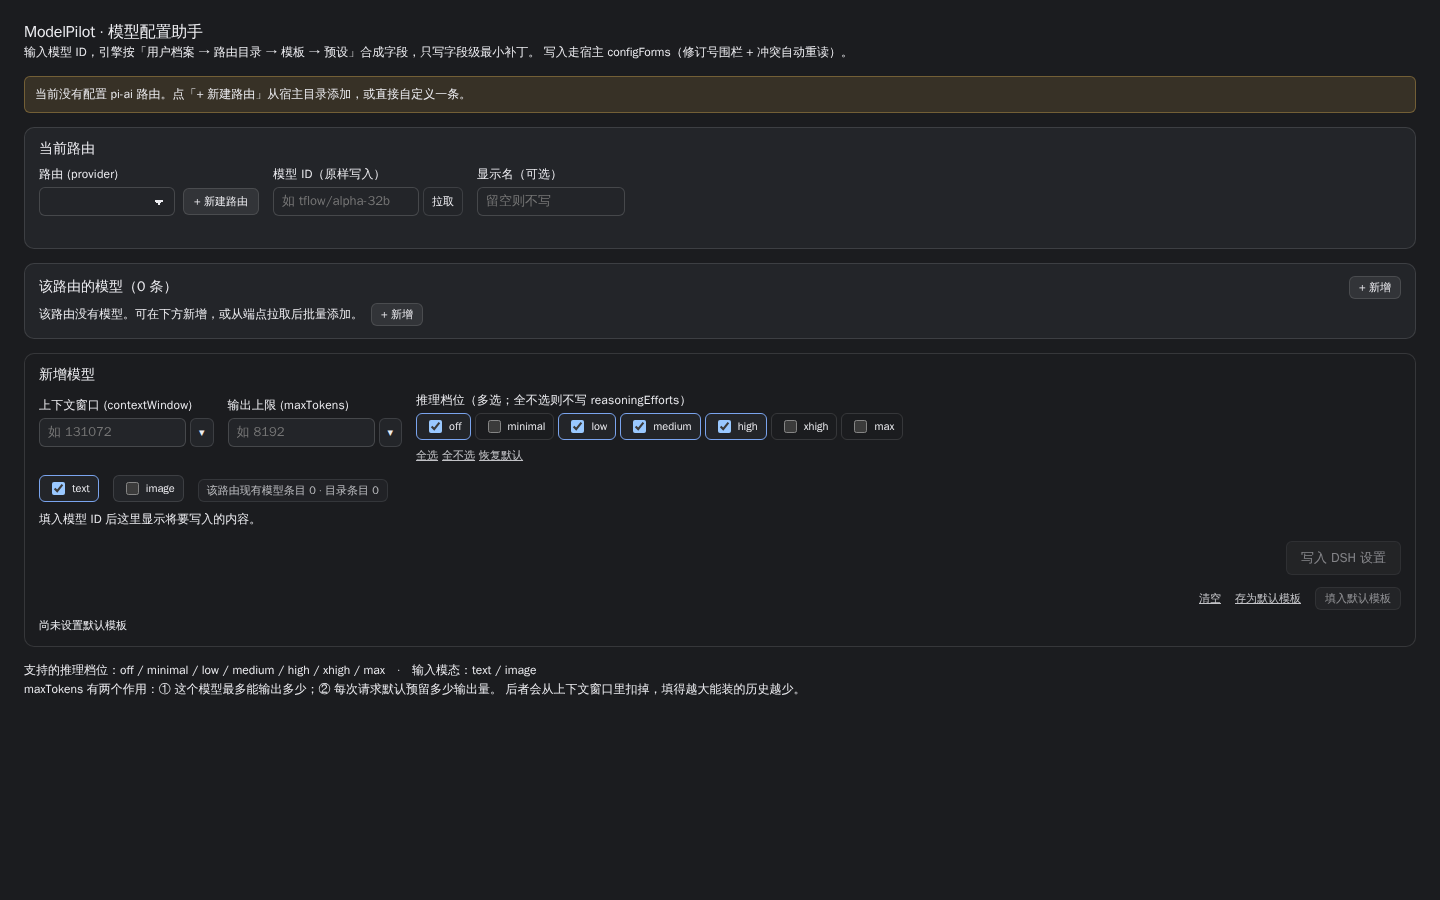 ModelPilot · 模型配置助手
输入模型 ID，引擎按「用户档案 → 路由目录 → 模板 → 预设」合成字段，只写字段级最小补丁。 写入走宿主 configForms（修订号围栏 + 冲突自动重读）。
当前没有配置 pi-ai 路由。点「+ 新建路由」从宿主目录添加，或直接自定义一条。
当前路由
路由 (provider) 模型 ID（原样写入） 显示名（可选）
+ 新建路由 如 tflow/alpha-32b 拉取 留空则不写
该路由的模型（0 条） + 新增
该路由没有模型。可在下方新增，或从端点拉取后批量添加。 + 新增
新增模型
上下文窗口 (contextWindow) 输出上限 (maxTokens) 推理档位（多选；全不选则不写 reasoningEfforts）
如 131072 ▾ 如 8192 ▾ off minimal low medium high xhigh max
全选 全不选 恢复默认
text image 该路由现有模型条目 0 · 目录条目 0
填入模型 ID 后这里显示将要写入的内容。
写入 DSH 设置
清空 存为默认模板 填入默认模板
尚未设置默认模板
支持的推理档位：off / minimal / low / medium / high / xhigh / max · 输入模态：text / image
maxTokens 有两个作用：① 这个模型最多能输出多少；② 每次请求默认预留多少输出量。 后者会从上下文窗口里扣掉，填得越大能装的历史越少。